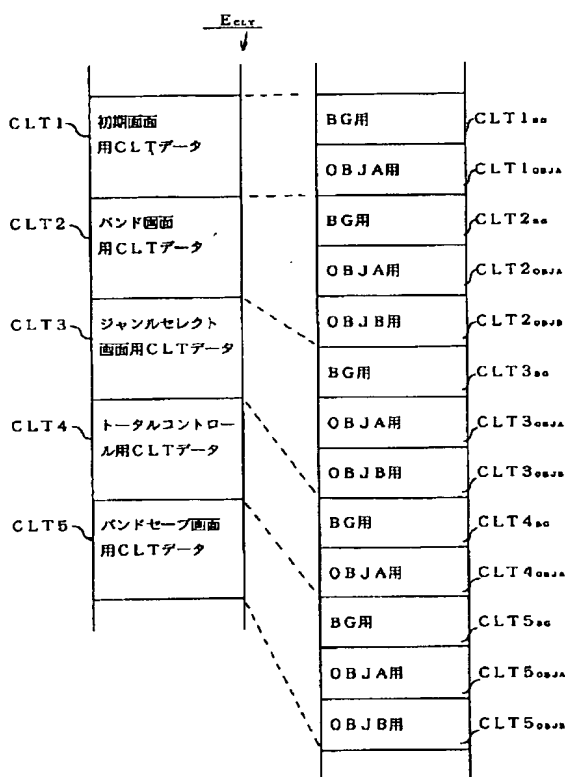 ECLT
CLT1
初期画面
用CLTデータ
CLT2
バンド画面
用CLTデータ
CLT3
ジャンルセレクト
画面用CLTデータ
CLT4
トータルコントロー
ル用CLTデータ
CLT5
バンドセーブ画面
用CLTデータ
BG用
CLT1BG
OBJA用
CLT1OBJA
BG用
CLT2BG
OBJA用
CLT2OBJA
OBJB用
CLT2OBJB
BG用
CLT3BG
OBJA用
CLT3OBJA
OBJB用
CLT3OBJB
BG用
CLT4BG
OBJA用
CLT4OBJA
BG用
CLT5BG
OBJA用
CLT5OBJA
OBJB用
CLT5OBJB